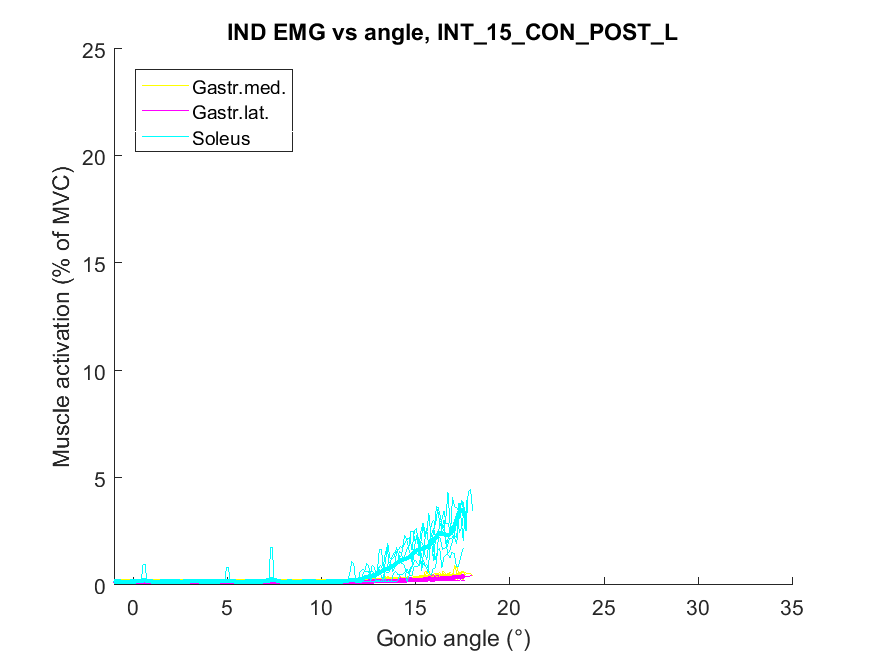 IND EMG vs angle, INT_15_CON_POST_L
25
20
15
10
5
0
Muscle activation (% of MVC)
Gastr.med.
Gastr.lat.
Soleus
0 5 10 15 20 25 30 35
Gonio angle (°)